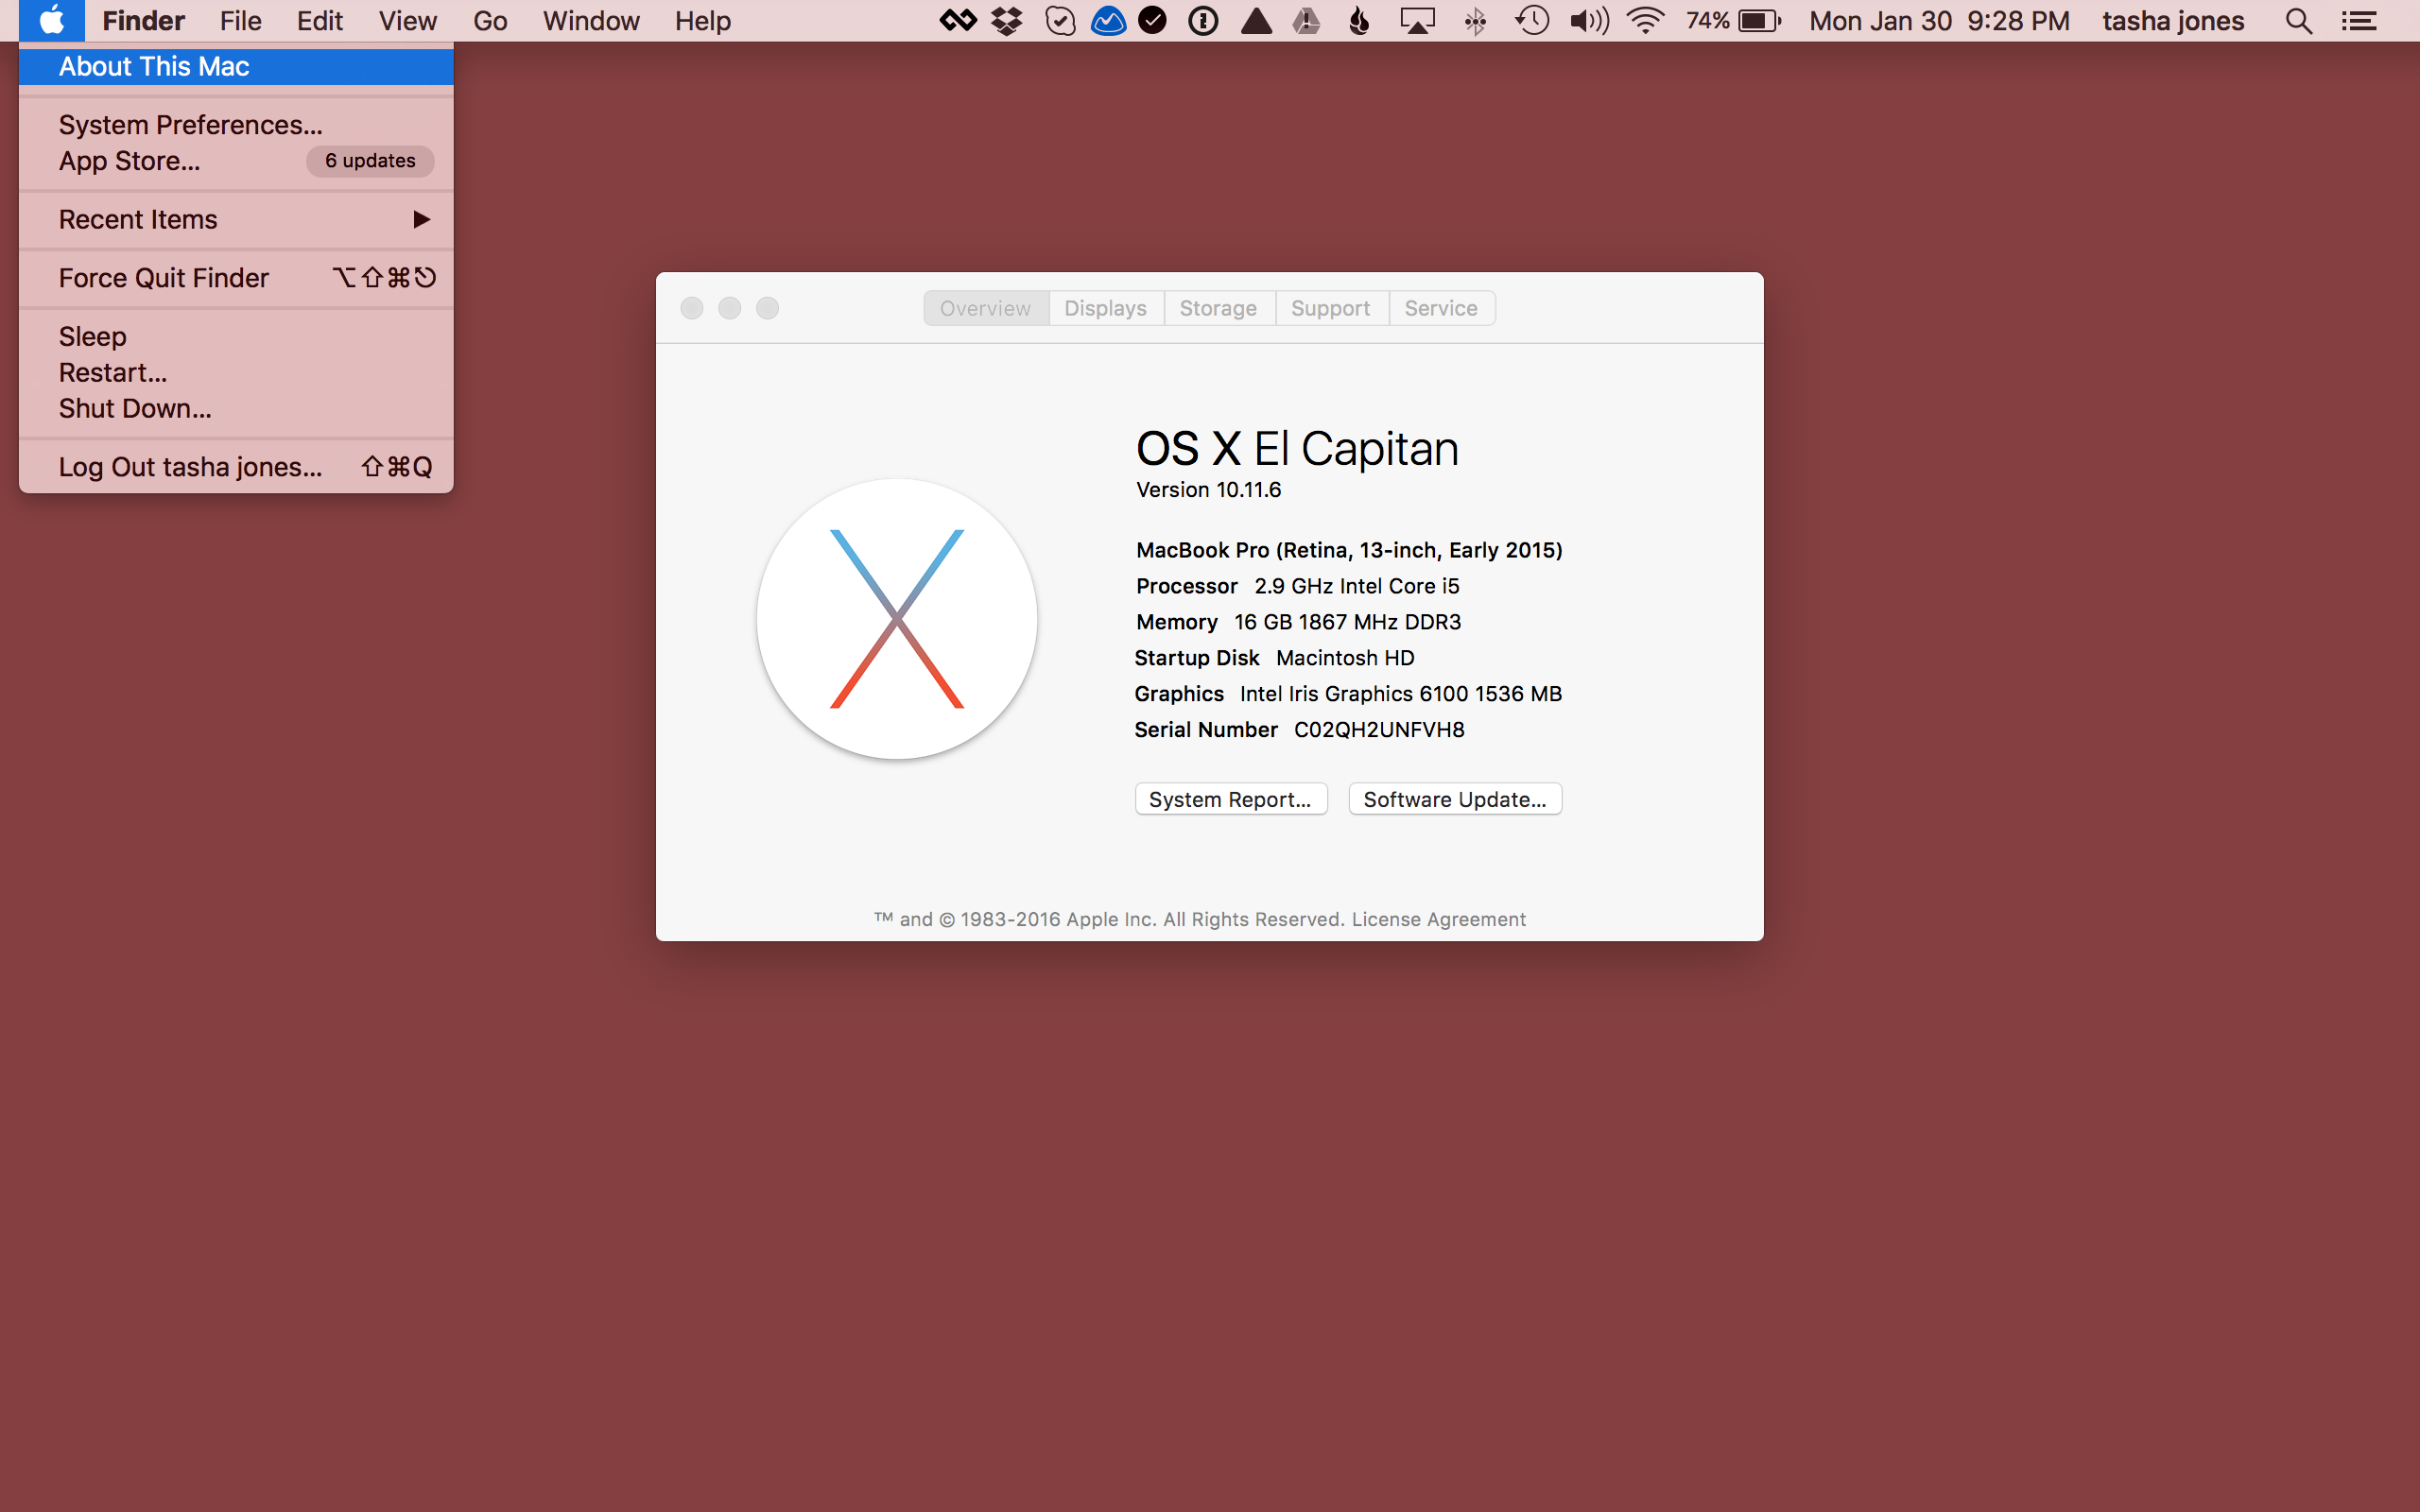 Finder File Edit View Go Window Help 74% Mon Jan 30 9:28 PM tasha jones
About This Mac
System Preferences...
App Store... 6 updates
Recent Items ▶
Force Quit Finder ⌥⇧⌘⎋
Sleep
Restart...
Shut Down...
Log Out tasha jones... ⇧⌘Q
Overview Displays Storage Support Service
OS X El Capitan
Version 10.11.6
MacBook Pro (Retina, 13-inch, Early 2015)
Processor 2.9 GHz Intel Core i5
Memory 16 GB 1867 MHz DDR3
Startup Disk Macintosh HD
Graphics Intel Iris Graphics 6100 1536 MB
Serial Number C02QH2UNFVH8
System Report... Software Update...
™ and © 1983-2016 Apple Inc. All Rights Reserved. License Agreement